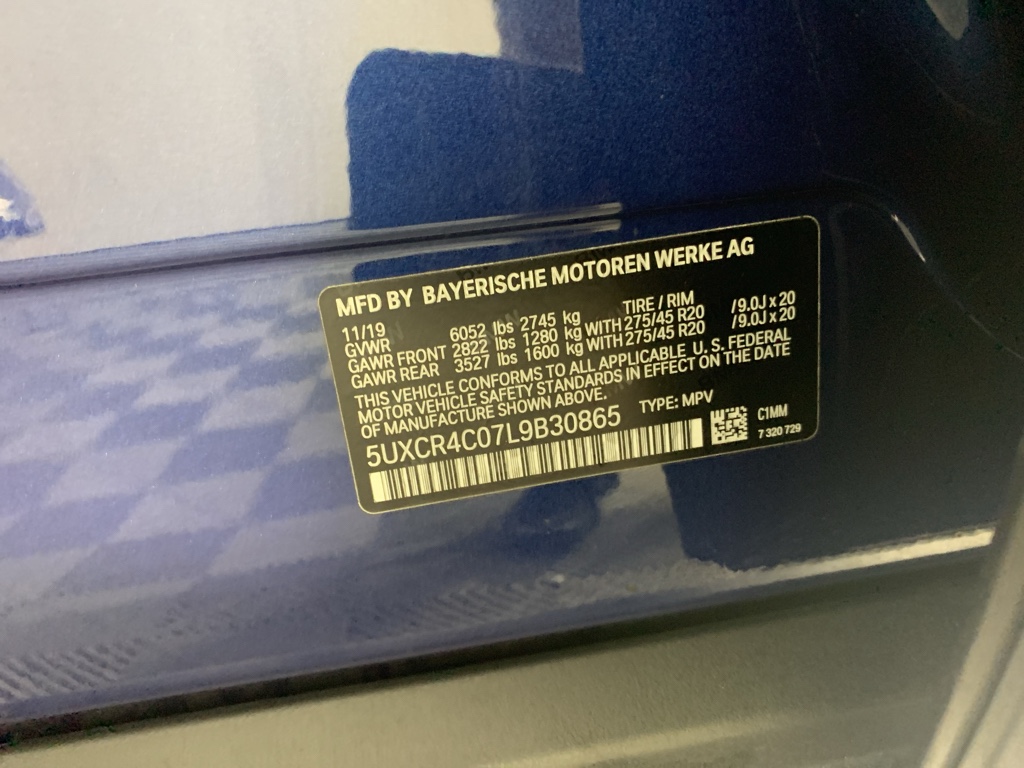 MFD BY BAYERISCHE MOTOREN WERKE AG
11/19 TIRE / RIM
GVWR 6052 lbs 2745 kg
GAWR FRONT 2822 lbs 1280 kg WITH 275/45 R20 /9.0J x 20
GAWR REAR 3527 lbs 1600 kg WITH 275/45 R20 /9.0J x 20
THIS VEHICLE CONFORMS TO ALL APPLICABLE U.S. FEDERAL
MOTOR VEHICLE SAFETY STANDARDS IN EFFECT ON THE DATE
OF MANUFACTURE SHOWN ABOVE.
5UXCR4C07L9B30865 TYPE: MPV
C1MM
7 320 729